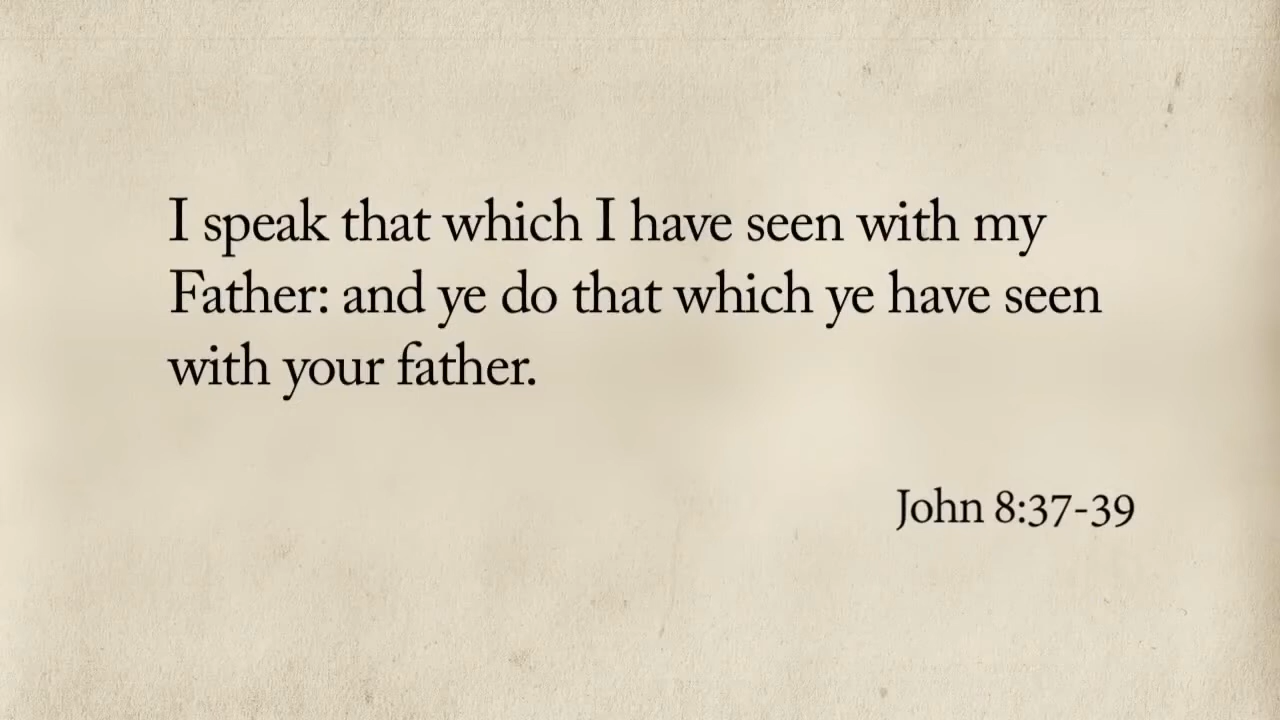 I speak that which I have seen with my
Father: and ye do that which ye have seen
with your father.
John 8:37-39